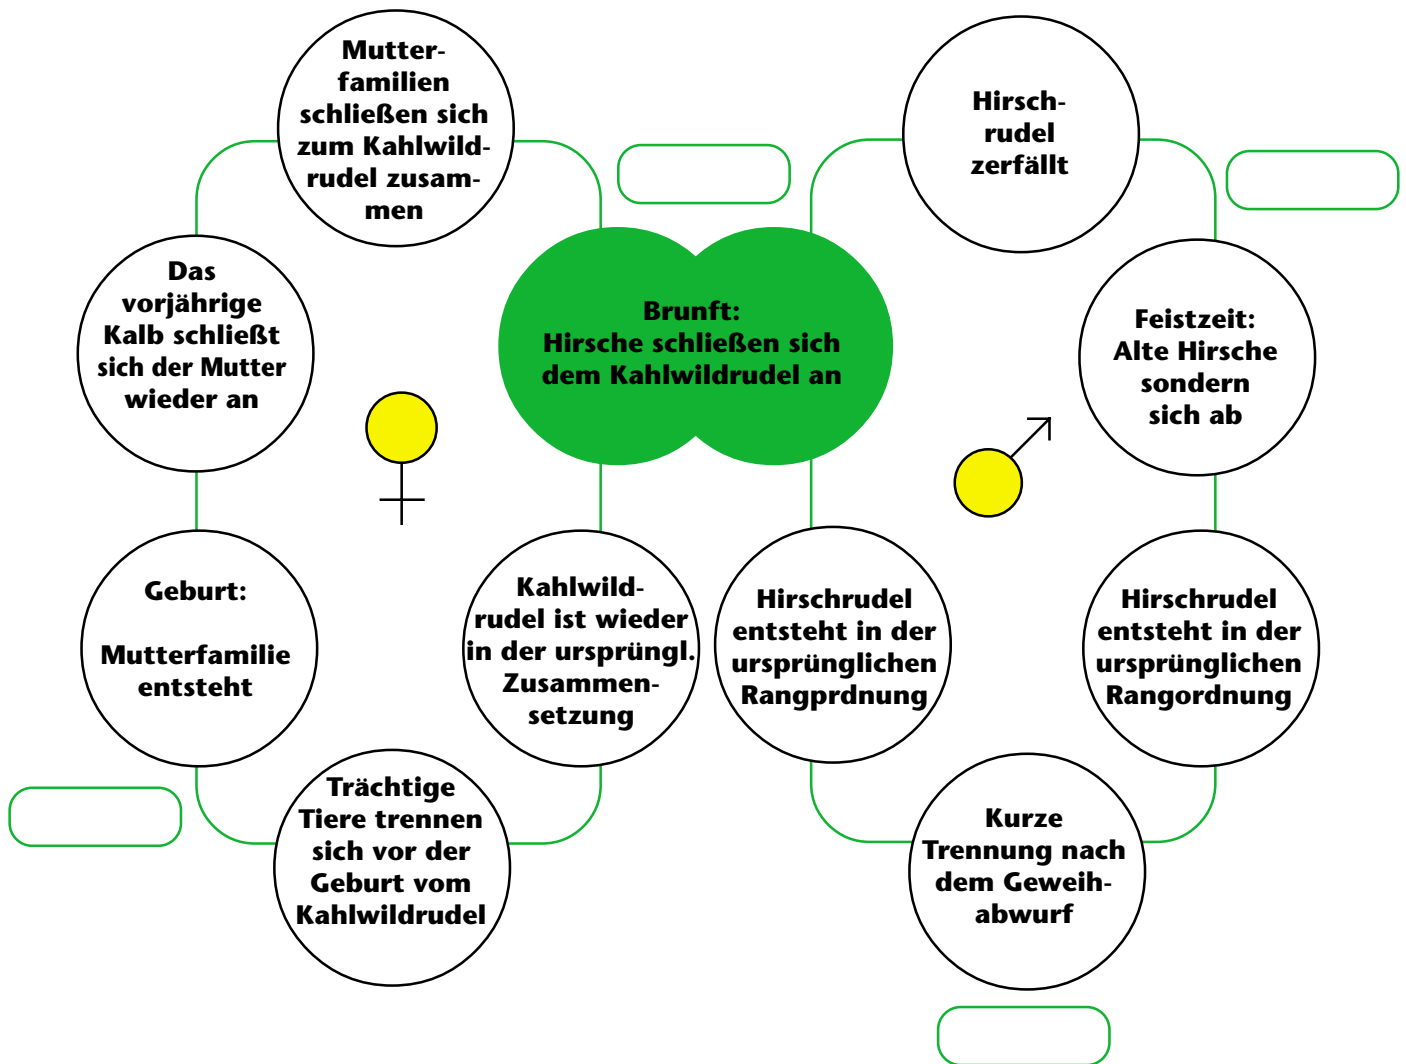 Mutter-
familien
schließen sich
zum Kahlwild-
rudel zusam-
men
Hirsch-
rudel
zerfällt
Das
vorjährige
Kalb schließt
sich der Mutter
wieder an
Brunft:
Hirsche schließen sich
dem Kahlwildrudel an
Feistzeit:
Alte Hirsche
sondern
sich ab
Geburt:
Mutterfamilie
entsteht
Kahlwild-
rudel ist wieder
in der ursprüngl.
Zusammen-
setzung
Hirschrudel
entsteht in der
ursprünglichen
Rangprdnung
Hirschrudel
entsteht in der
ursprünglichen
Rangordnung
Trächtige
Tiere trennen
sich vor der
Geburt vom
Kahlwildrudel
Kurze
Trennung nach
dem Geweih-
abwurf